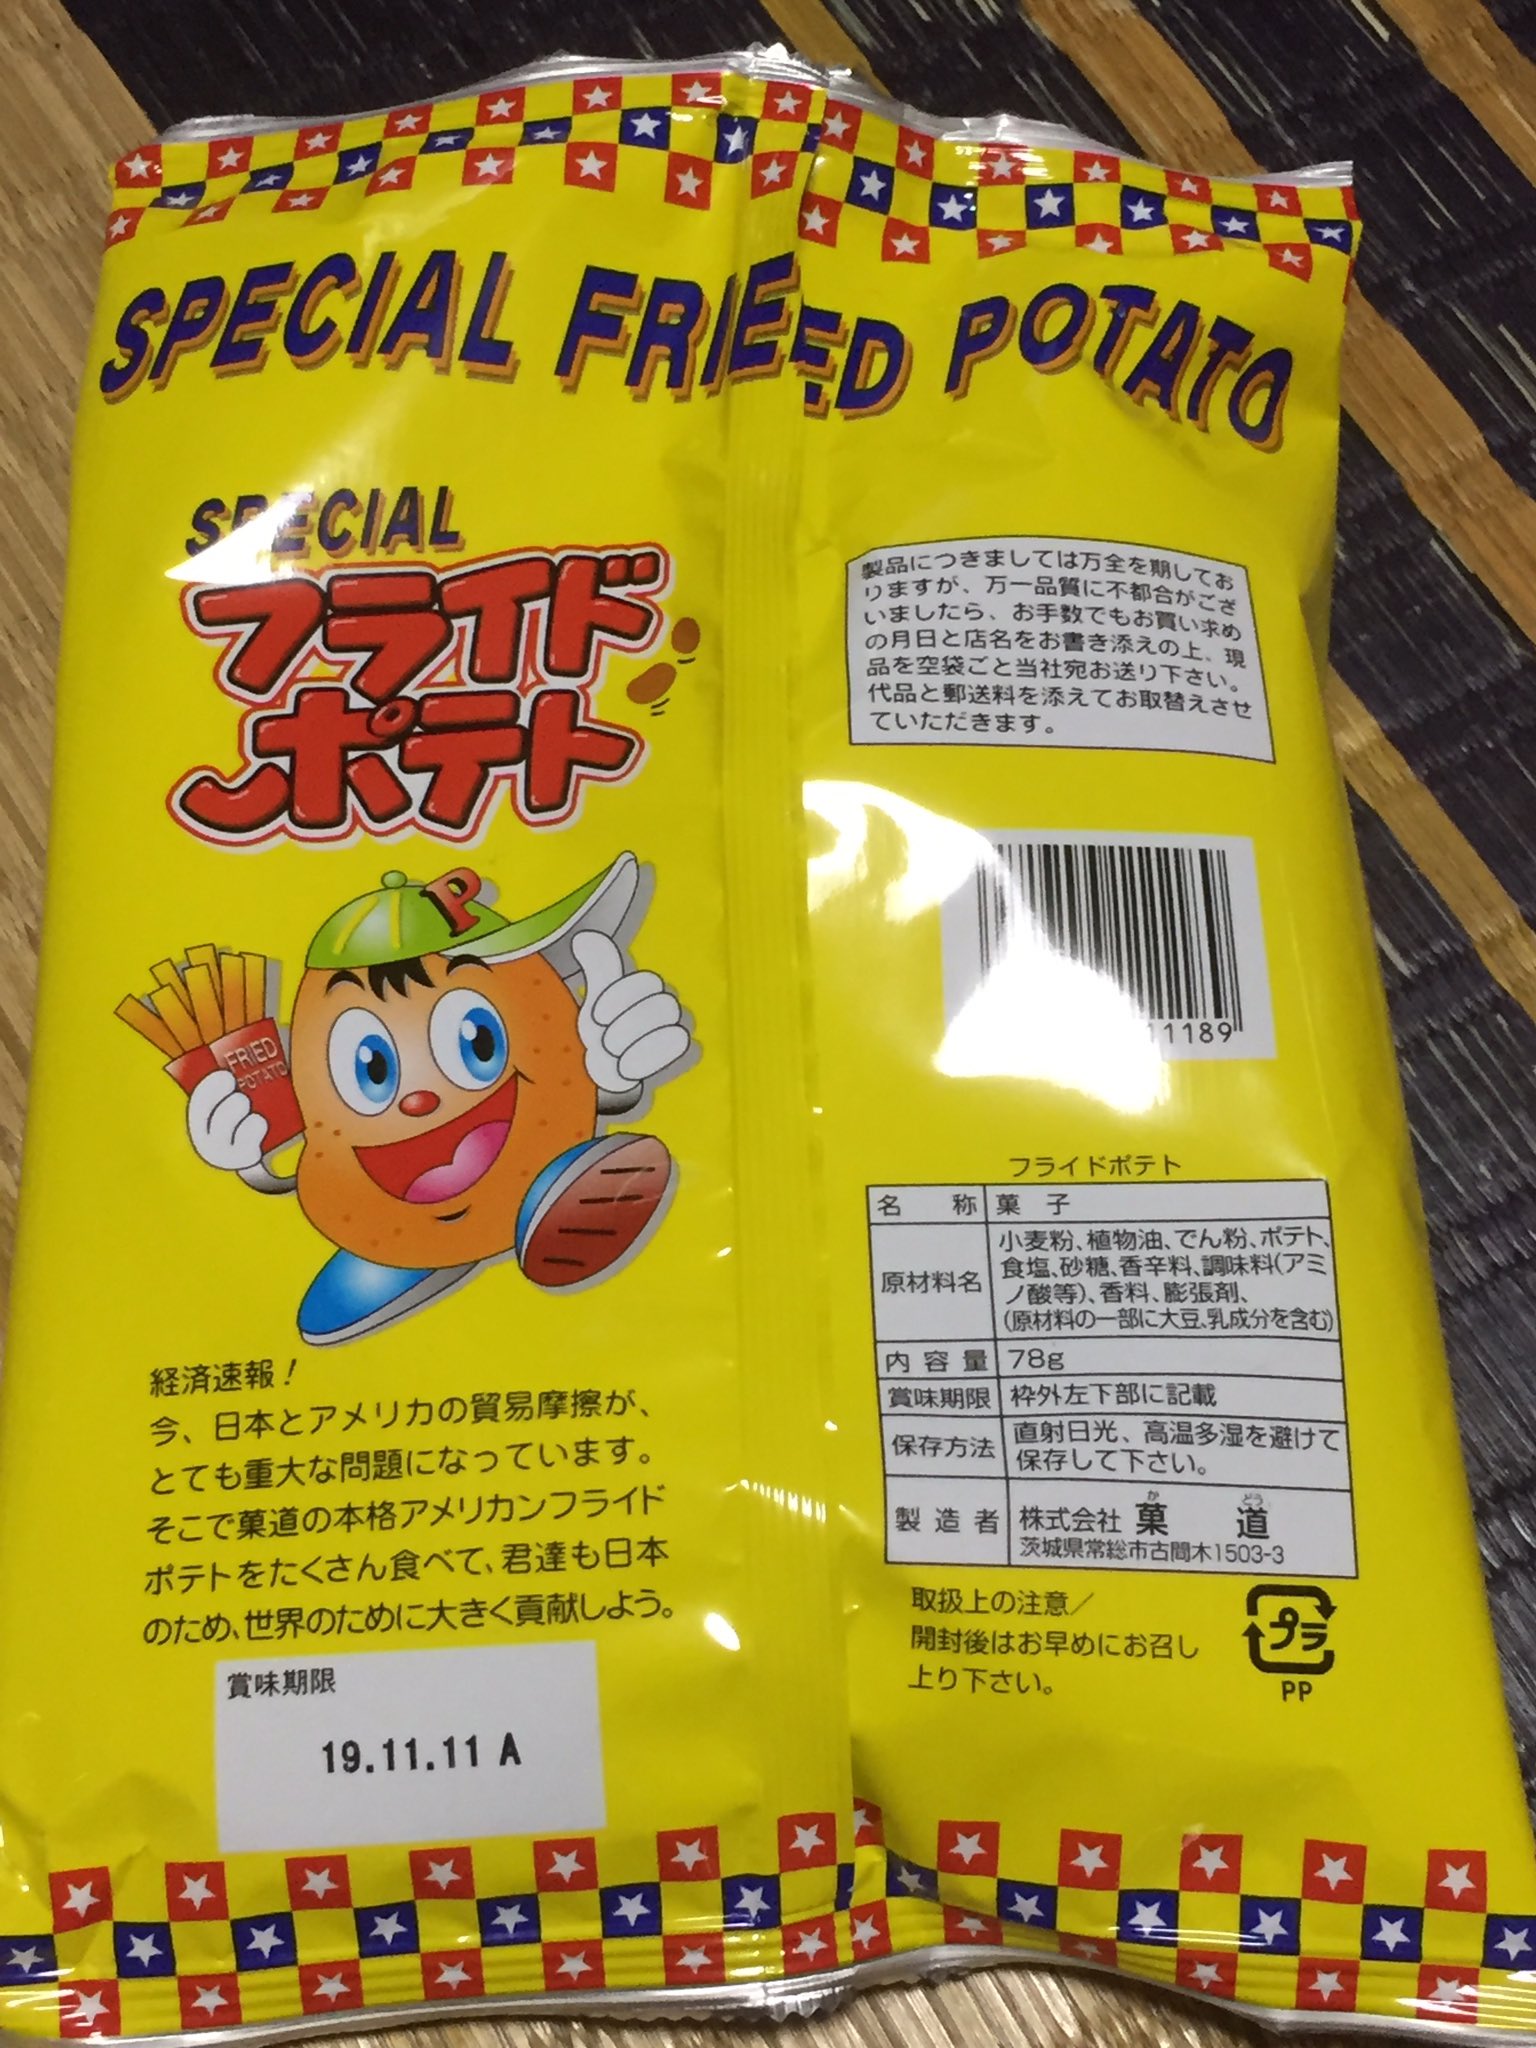 SPECIAL FRIED POTATO
SPECIAL
フライド
ポテト
P
FRIED
POTATO
経済速報！
今、日本とアメリカの貿易摩擦が、
とても重大な問題になっています。
そこで菓道の本格アメリカンフライド
ポテトをたくさん食べて、君達も日本
のため、世界のために大きく貢献しよう。
賞味期限
19.11.11 A
製品につきましては万全を期してお
りますが、万一品質に不都合がござ
いましたら、お手数でもお買い求め
の月日と店名をお書き添えの上、現
品を空袋ごと当社宛お送り下さい。
代品と郵送料を添えてお取替えさせ
ていただきます。
11189
フライドポテト
名称 菓子
原材料名 小麦粉、植物油、でん粉、ポテト、
食塩、砂糖、香辛料、調味料(アミ
ノ酸等)、香料、膨張剤、
(原材料の一部に大豆、乳成分を含む)
内容量 78g
賞味期限 枠外左下部に記載
保存方法 直射日光、高温多湿を避けて
保存して下さい。
か どう
製造者 株式会社 菓道
茨城県常総市古間木1503-3
取扱上の注意／
開封後はお早めにお召し
上り下さい。
プラ
PP